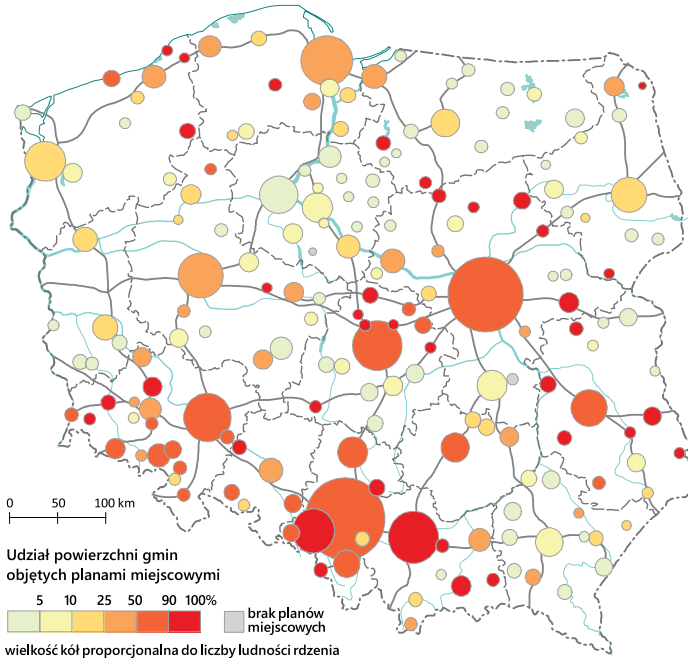 0 50 100 km
Udział powierzchni gmin
objętych planami miejscowymi
5 10 25 50 90 100%
brak planów
miejscowych
wielkość kół proporcjonalna do liczby ludności rdzenia